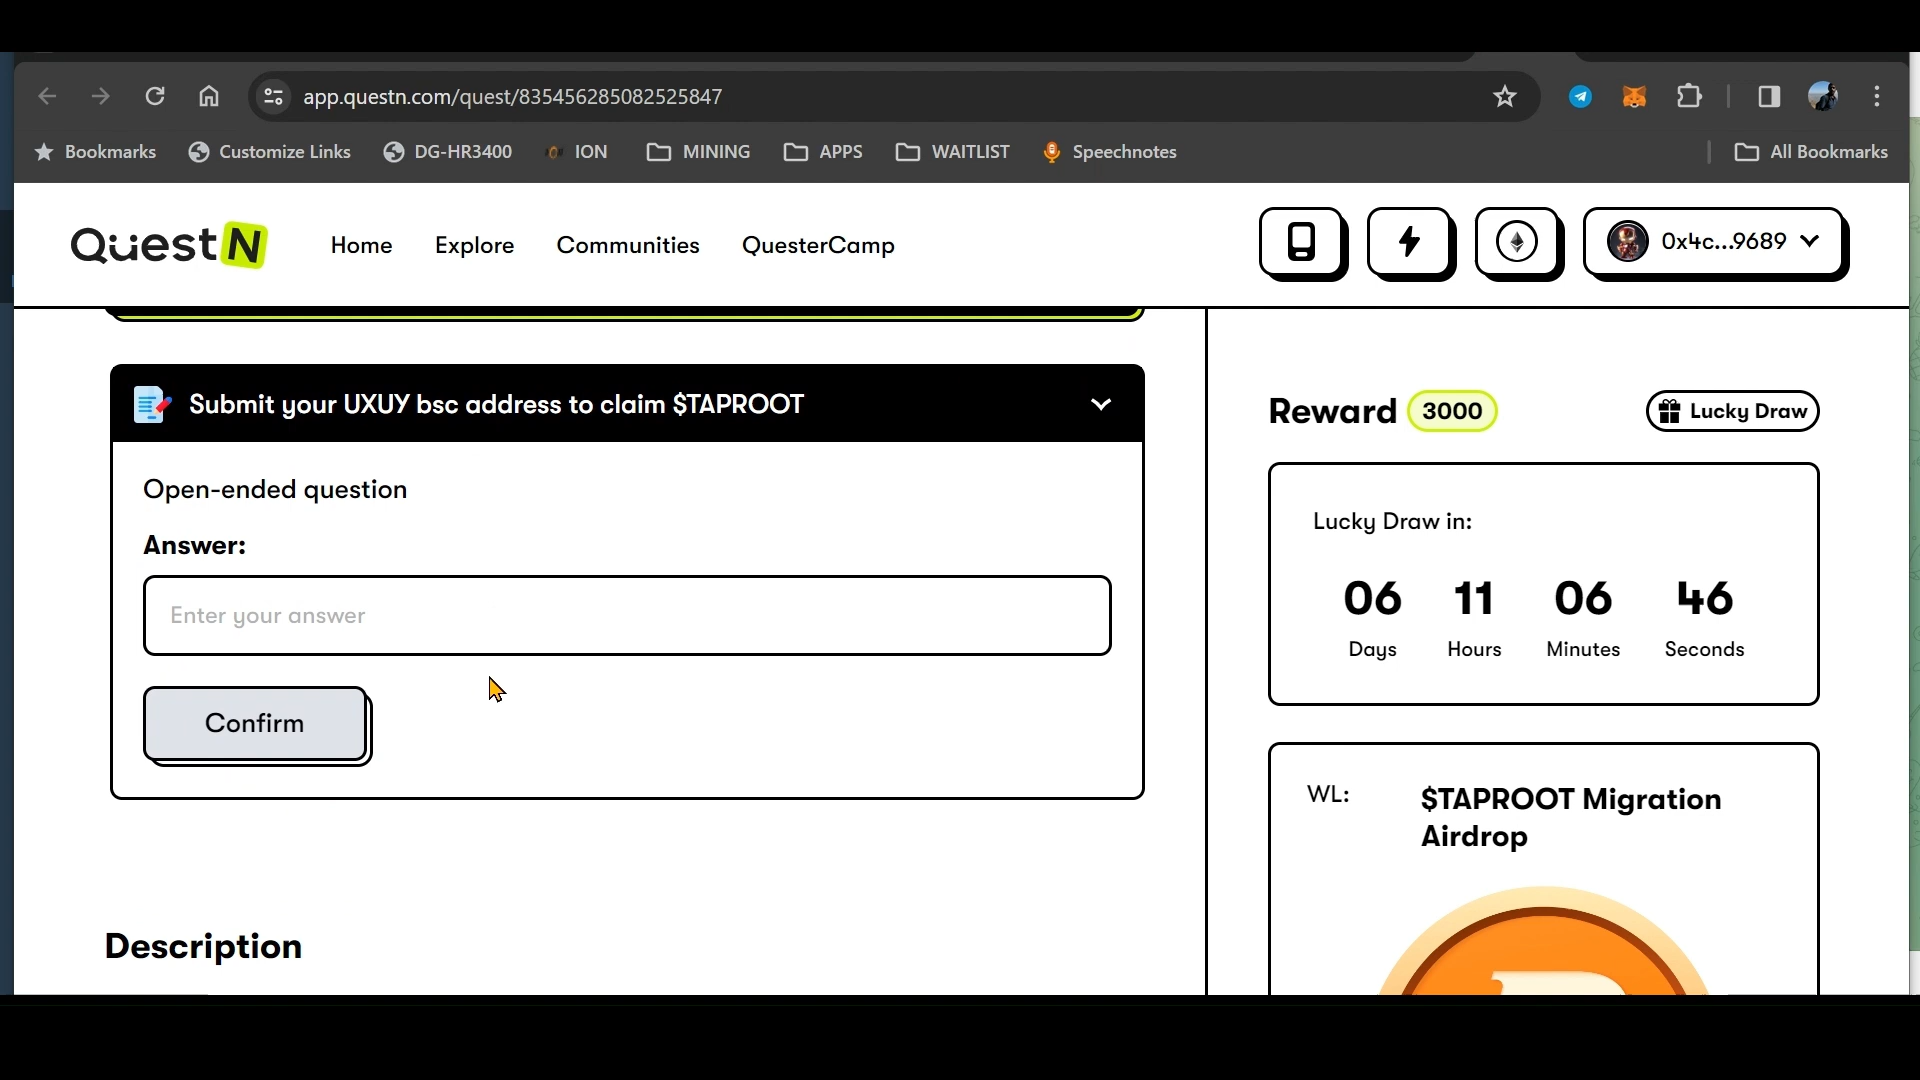 app.questn.com/quest/835456285082525847
Bookmarks Customize Links DG-HR3400 ION MINING APPS WAITLIST Speechnotes All Bookmarks
QuestN Home Explore Communities QuesterCamp 0x4c...9689
Submit your UXUY bsc address to claim $TAPROOT
Open-ended question
Answer:
Enter your answer
Confirm
Description
Reward 3000 Lucky Draw
Lucky Draw in:
06 11 06 46
Days Hours Minutes Seconds
WL: $TAPROOT Migration
Airdrop